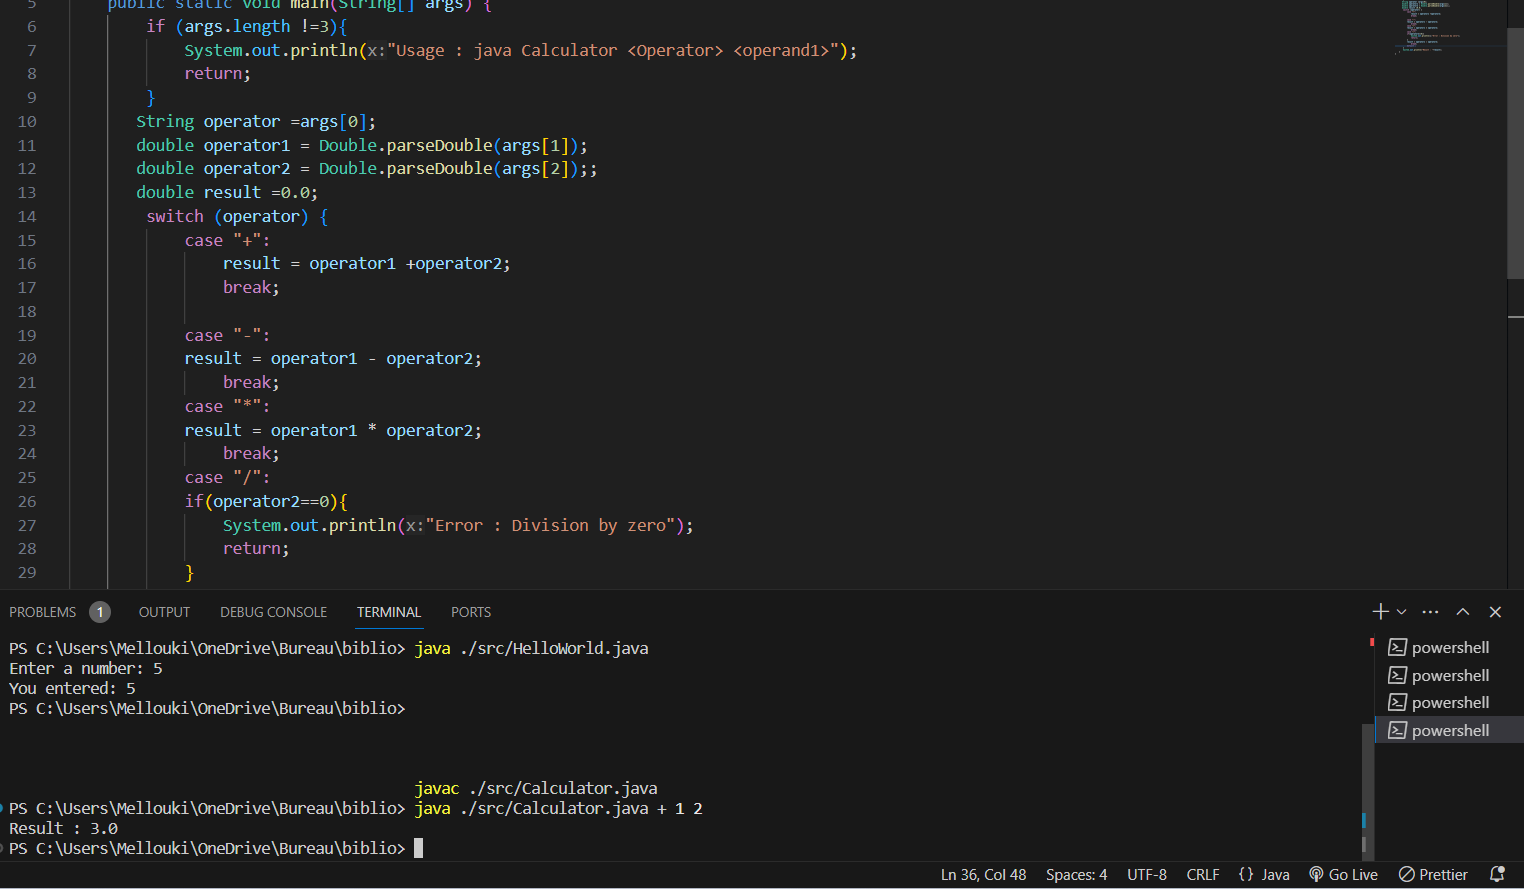 5 public static void main(String[] args) {
6 if (args.length !=3){
7 System.out.println(x:"Usage : java Calculator <Operator> <operand1>");
8 return;
9 }
10 String operator =args[0];
11 double operator1 = Double.parseDouble(args[1]);
12 double operator2 = Double.parseDouble(args[2]);;
13 double result =0.0;
14 switch (operator) {
15 case "+":
16 result = operator1 +operator2;
17 break;
18
19 case "-":
20 result = operator1 - operator2;
21 break;
22 case "*":
23 result = operator1 * operator2;
24 break;
25 case "/":
26 if(operator2==0){
27 System.out.println(x:"Error : Division by zero");
28 return;
29 }
PROBLEMS 1 OUTPUT DEBUG CONSOLE TERMINAL PORTS
PS C:\Users\Mellouki\OneDrive\Bureau\biblio> java ./src/HelloWorld.java
Enter a number: 5
You entered: 5
PS C:\Users\Mellouki\OneDrive\Bureau\biblio>
javac ./src/Calculator.java
PS C:\Users\Mellouki\OneDrive\Bureau\biblio> java ./src/Calculator.java + 1 2
Result : 3.0
PS C:\Users\Mellouki\OneDrive\Bureau\biblio>
powershell
powershell
powershell
powershell
Ln 36, Col 48 Spaces: 4 UTF-8 CRLF {} Java Go Live Prettier